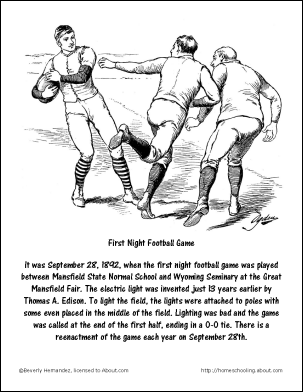 First Night Football Game
It was September 28, 1892, when the first night football game was played
between Mansfield State Normal School and Wyoming Seminary at the Great
Mansfield Fair. The electric light was invented just 13 years earlier by
Thomas A. Edison. To light the field, the lights were attached to poles with
some even placed in the middle of the field. Lighting was bad and the game
was called at the end of the first half, ending in a 0-0 tie. There is a
reenactment of the game each year on September 28th.
©Beverly Hernandez, licensed to About.com
http://homeschooling.about.com